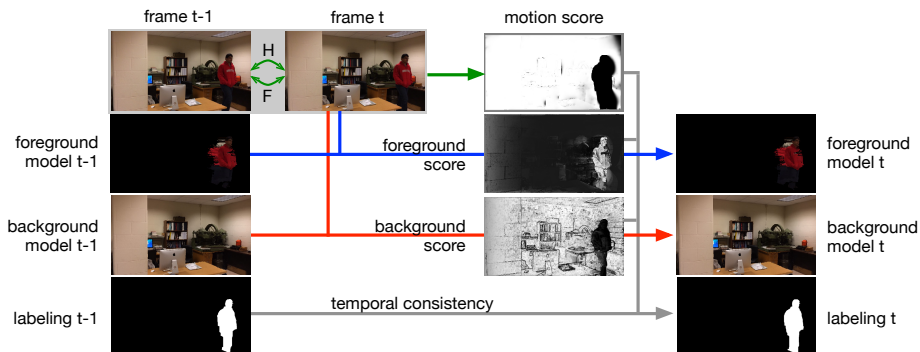 frame t-1
frame t
motion score
H
F
foreground
model t-1
foreground
score
foreground
model t
background
model t-1
background
score
background
model t
labeling t-1
temporal consistency
labeling t